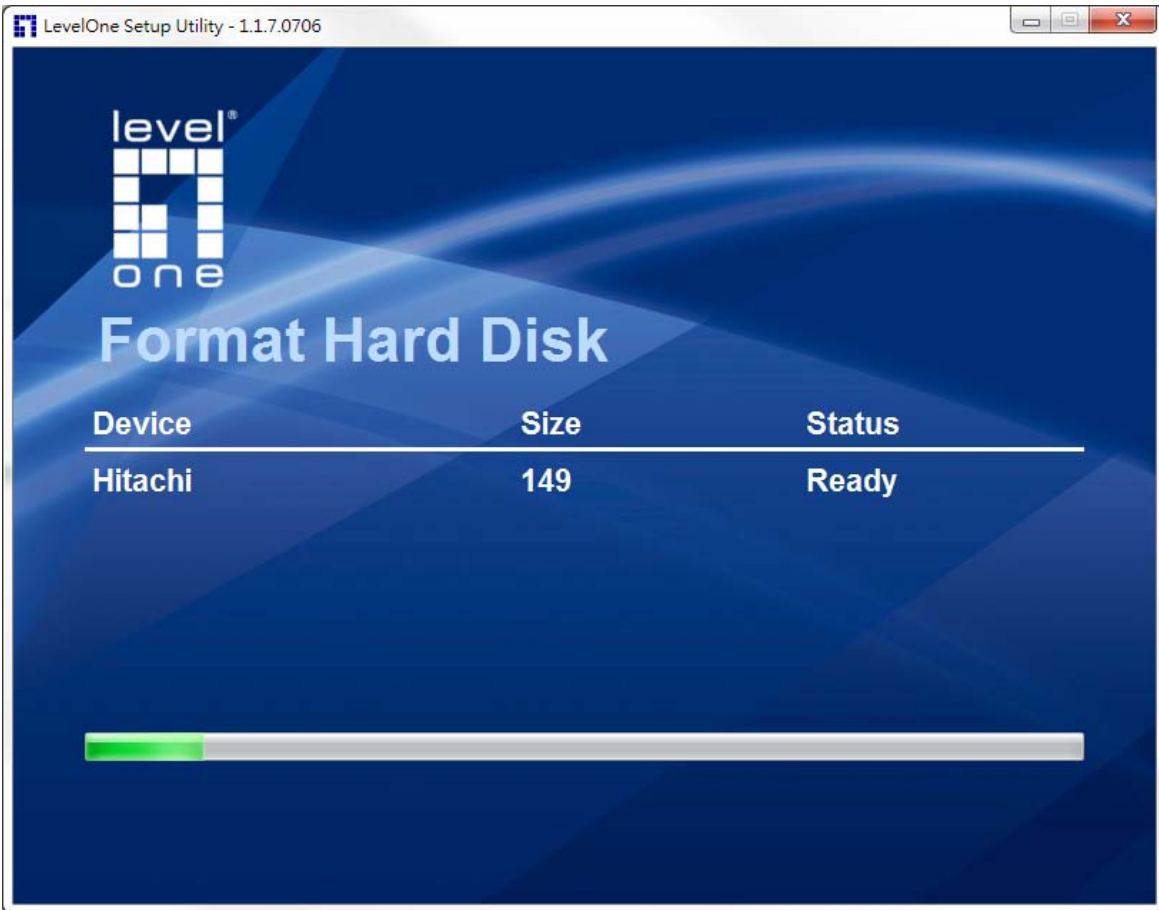 LevelOne Setup Utility - 1.1.7.0706
level®
one
Format Hard Disk
Device Size Status
Hitachi 149 Ready